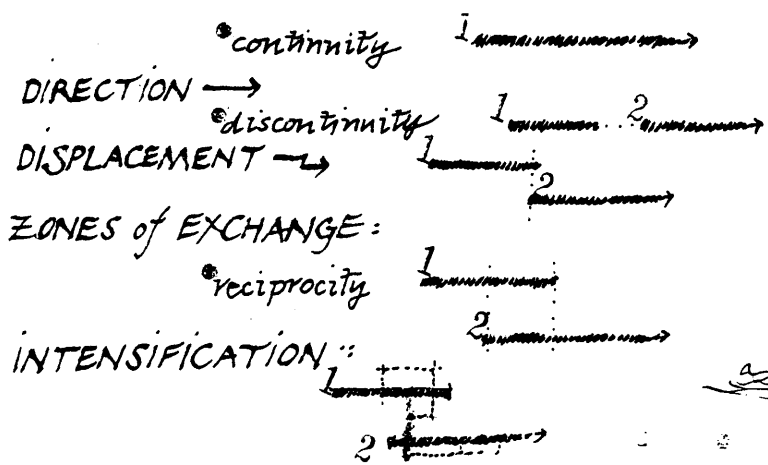 •continuity 1
DIRECTION →
•discontinuity 1 2
DISPLACEMENT 1
2
ZONES of EXCHANGE:
•reciprocity 1
2
INTENSIFICATION:
1
2
a